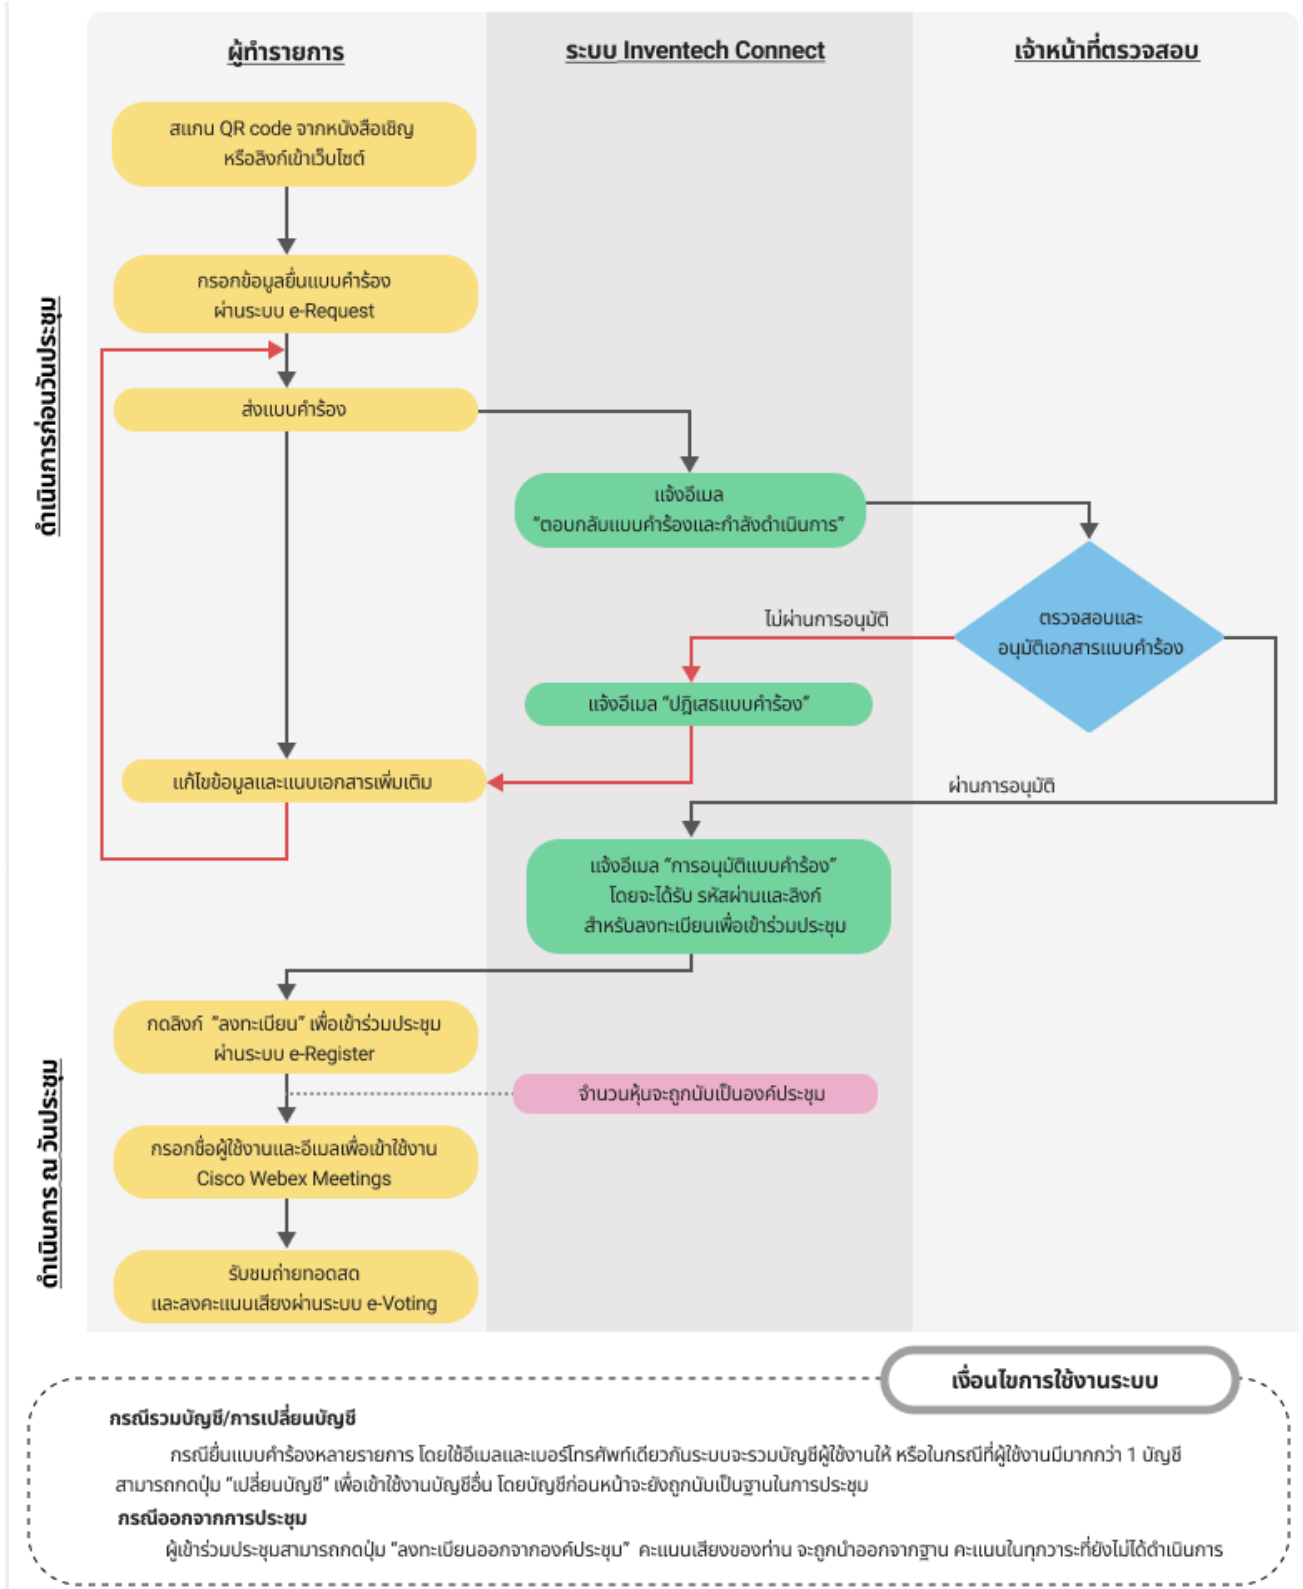 ผู้ทำรายการ
ระบบ Inventech Connect
เจ้าหน้าที่ตรวจสอบ
ดำเนินการก่อนวันประชุม
สแกน QR code จากหนังสือเชิญ
หรือลิงก์เข้าเว็บไซต์
กรอกข้อมูลยื่นแบบคำร้อง
ผ่านระบบ e-Request
ส่งแบบคำร้อง
แจ้งอีเมล
“ตอบกลับแบบคำร้องและกำลังดำเนินการ”
ตรวจสอบและ
อนุมัติเอกสารแบบคำร้อง
ไม่ผ่านการอนุมัติ
แจ้งอีเมล “ปฏิเสธแบบคำร้อง”
แก้ไขข้อมูลและแนบเอกสารเพิ่มเติม
ผ่านการอนุมัติ
แจ้งอีเมล “การอนุมัติแบบคำร้อง”
โดยจะได้รับ รหัสผ่านและลิงก์
สำหรับลงทะเบียนเพื่อเข้าร่วมประชุม
ดำเนินการ ณ วันประชุม
กดลิงก์ “ลงทะเบียน” เพื่อเข้าร่วมประชุม
ผ่านระบบ e-Register
จำนวนหุ้นจะถูกนับเป็นองค์ประชุม
กรอกชื่อผู้ใช้งานและอีเมลเพื่อเข้าใช้งาน
Cisco Webex Meetings
รับชมถ่ายทอดสด
และลงคะแนนเสียงผ่านระบบ e-Voting
เงื่อนไขการใช้งานระบบ
กรณีรวมบัญชี/การเปลี่ยนบัญชี
กรณียื่นแบบคำร้องหลายรายการ โดยใช้อีเมลและเบอร์โทรศัพท์เดียวกันระบบจะรวมบัญชีผู้ใช้งานให้ หรือในกรณีที่ผู้ใช้งานมีมากกว่า 1 บัญชี
สามารถกดปุ่ม “เปลี่ยนบัญชี” เพื่อเข้าใช้งานบัญชีอื่น โดยบัญชีก่อนหน้าจะยังถูกนับเป็นฐานในการประชุม
กรณีออกจากการประชุม
ผู้เข้าร่วมประชุมสามารถกดปุ่ม “ลงทะเบียนออกจากองค์ประชุม” คะแนนเสียงของท่าน จะถูกนำออกจากฐาน คะแนนในทุกวาระที่ยังไม่ได้ดำเนินการ